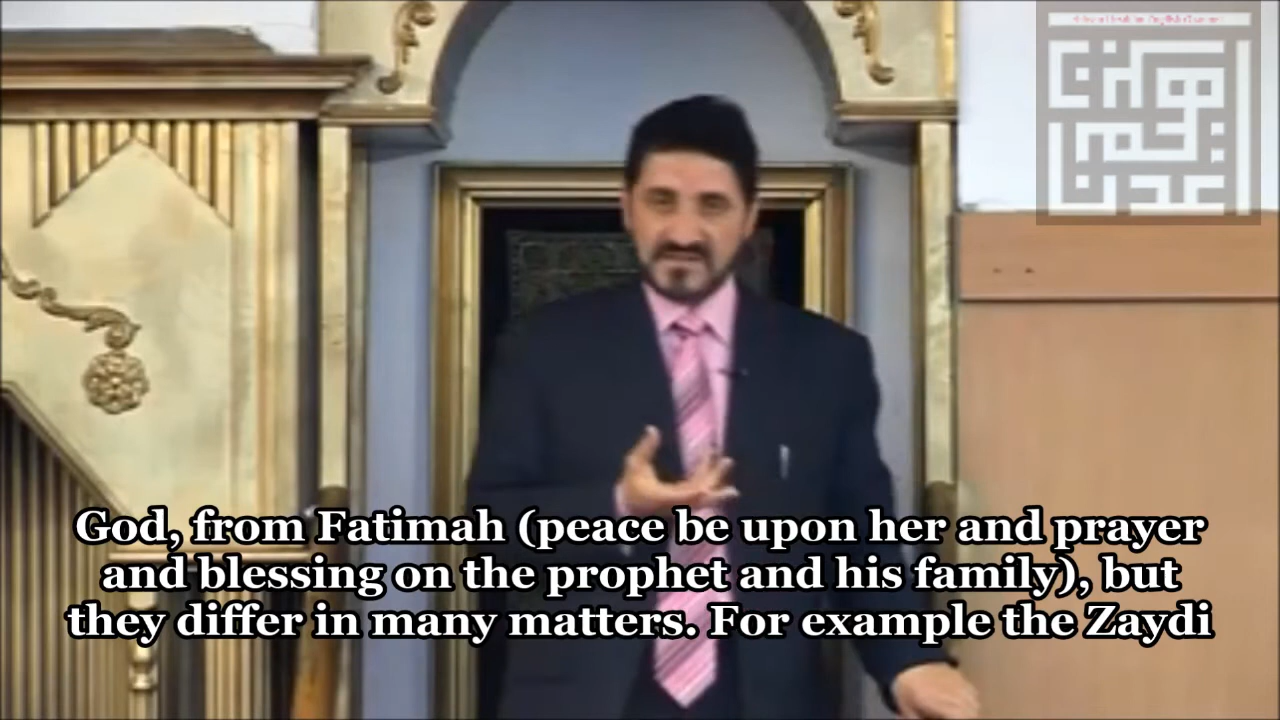 God, from Fatimah (peace be upon her and prayer
and blessing on the prophet and his family), but
they differ in many matters. For example the Zaydi